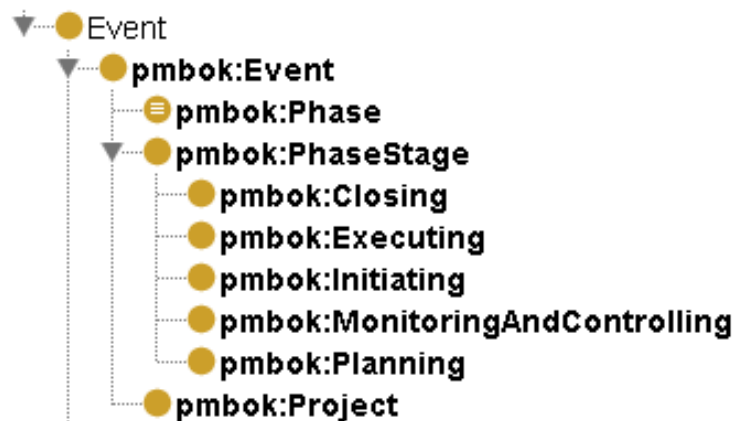 Event
pmbok:Event
pmbok:Phase
pmbok:PhaseStage
pmbok:Closing
pmbok:Executing
pmbok:Initiating
pmbok:MonitoringAndControlling
pmbok:Planning
pmbok:Project